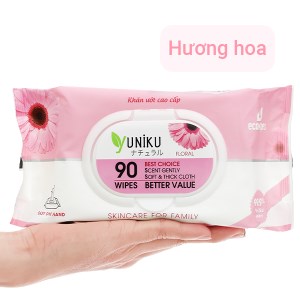 Hương hoa
Khăn ướt cao cấp
YUNIKU
ナチュラル
FLORAL
90
WIPES
BEST CHOICE
SCENT GENTLY
SOFT & THICK CLOTH
BETTER VALUE
SKINCARE FOR FAMILY